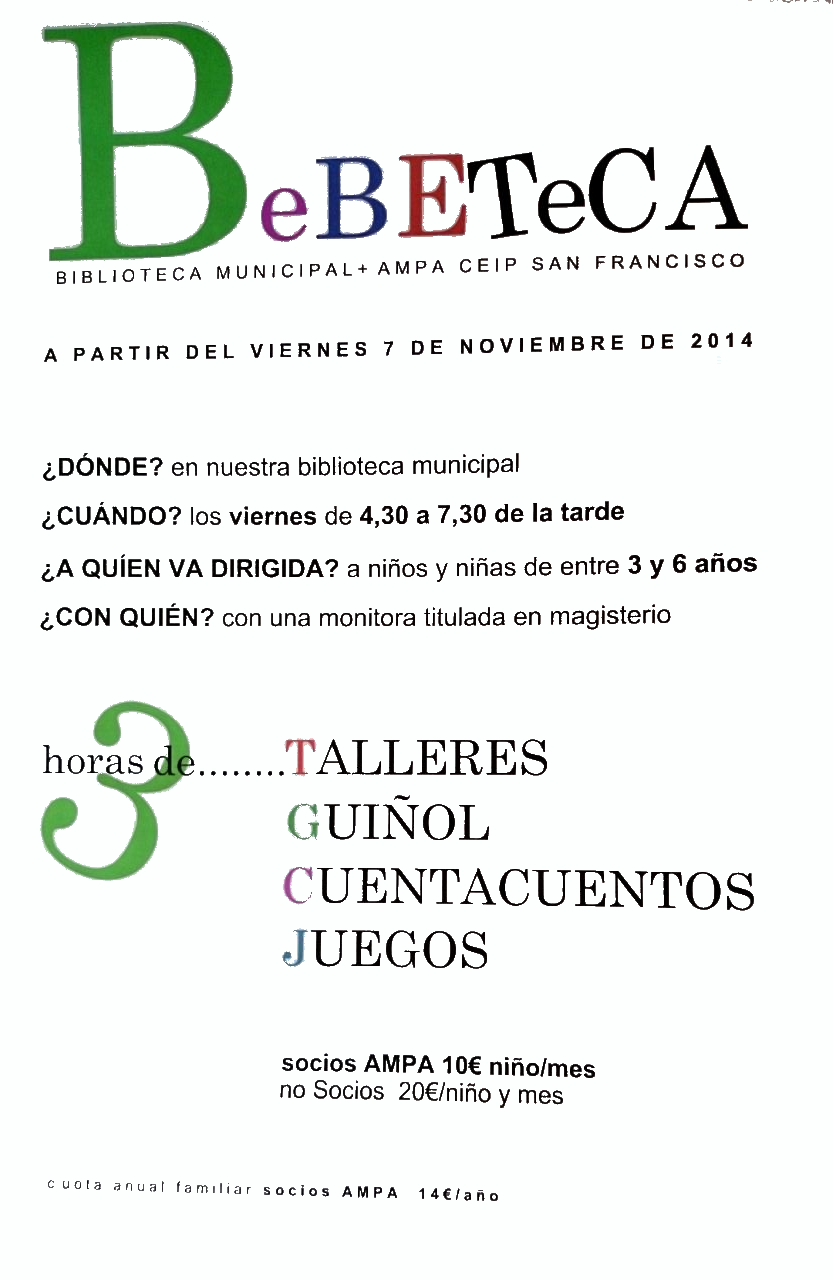 BeBETeCA
BIBLIOTECA MUNICIPAL+ AMPA CEIP SAN FRANCISCO
A PARTIR DEL VIERNES 7 DE NOVIEMBRE DE 2014
¿DÓNDE? en nuestra biblioteca municipal
¿CUÁNDO? los viernes de 4,30 a 7,30 de la tarde
¿A QUÍEN VA DIRIGIDA? a niños y niñas de entre 3 y 6 años
¿CON QUIÉN? con una monitora titulada en magisterio
3 horas de........TALLERES
GUIÑOL
CUENTACUENTOS
JUEGOS
socios AMPA 10€ niño/mes
no Socios 20€/niño y mes
cuota anual familiar socios AMPA 14€/año